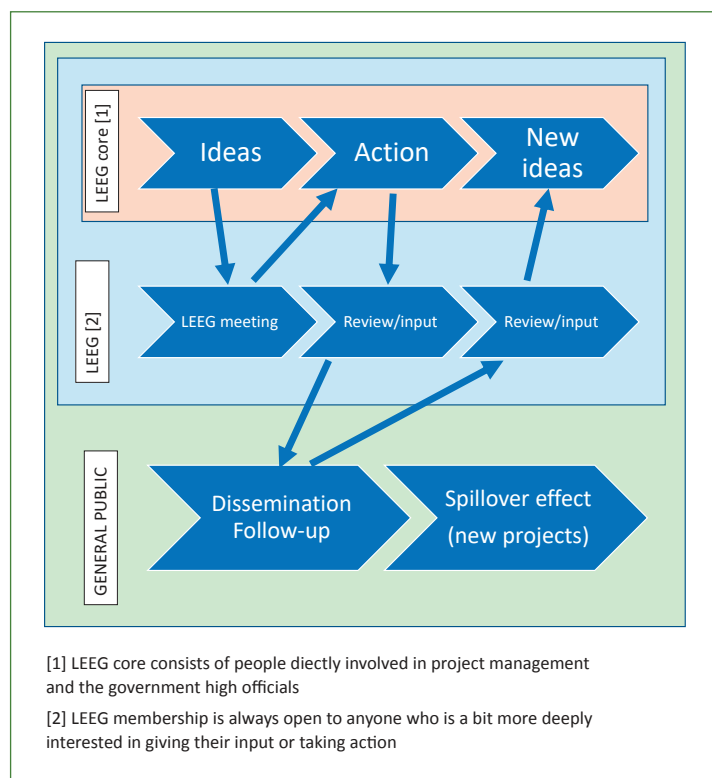 LEEG core [1]
Ideas
Action
New
ideas
LEEG [2]
LEEG meeting
Review/input
Review/input
GENERAL PUBLIC
Dissemination
Follow-up
Spillover effect
(new projects)
[1] LEEG core consists of people diectly involved in project management
and the government high officials
[2] LEEG membership is always open to anyone who is a bit more deeply
interested in giving their input or taking action